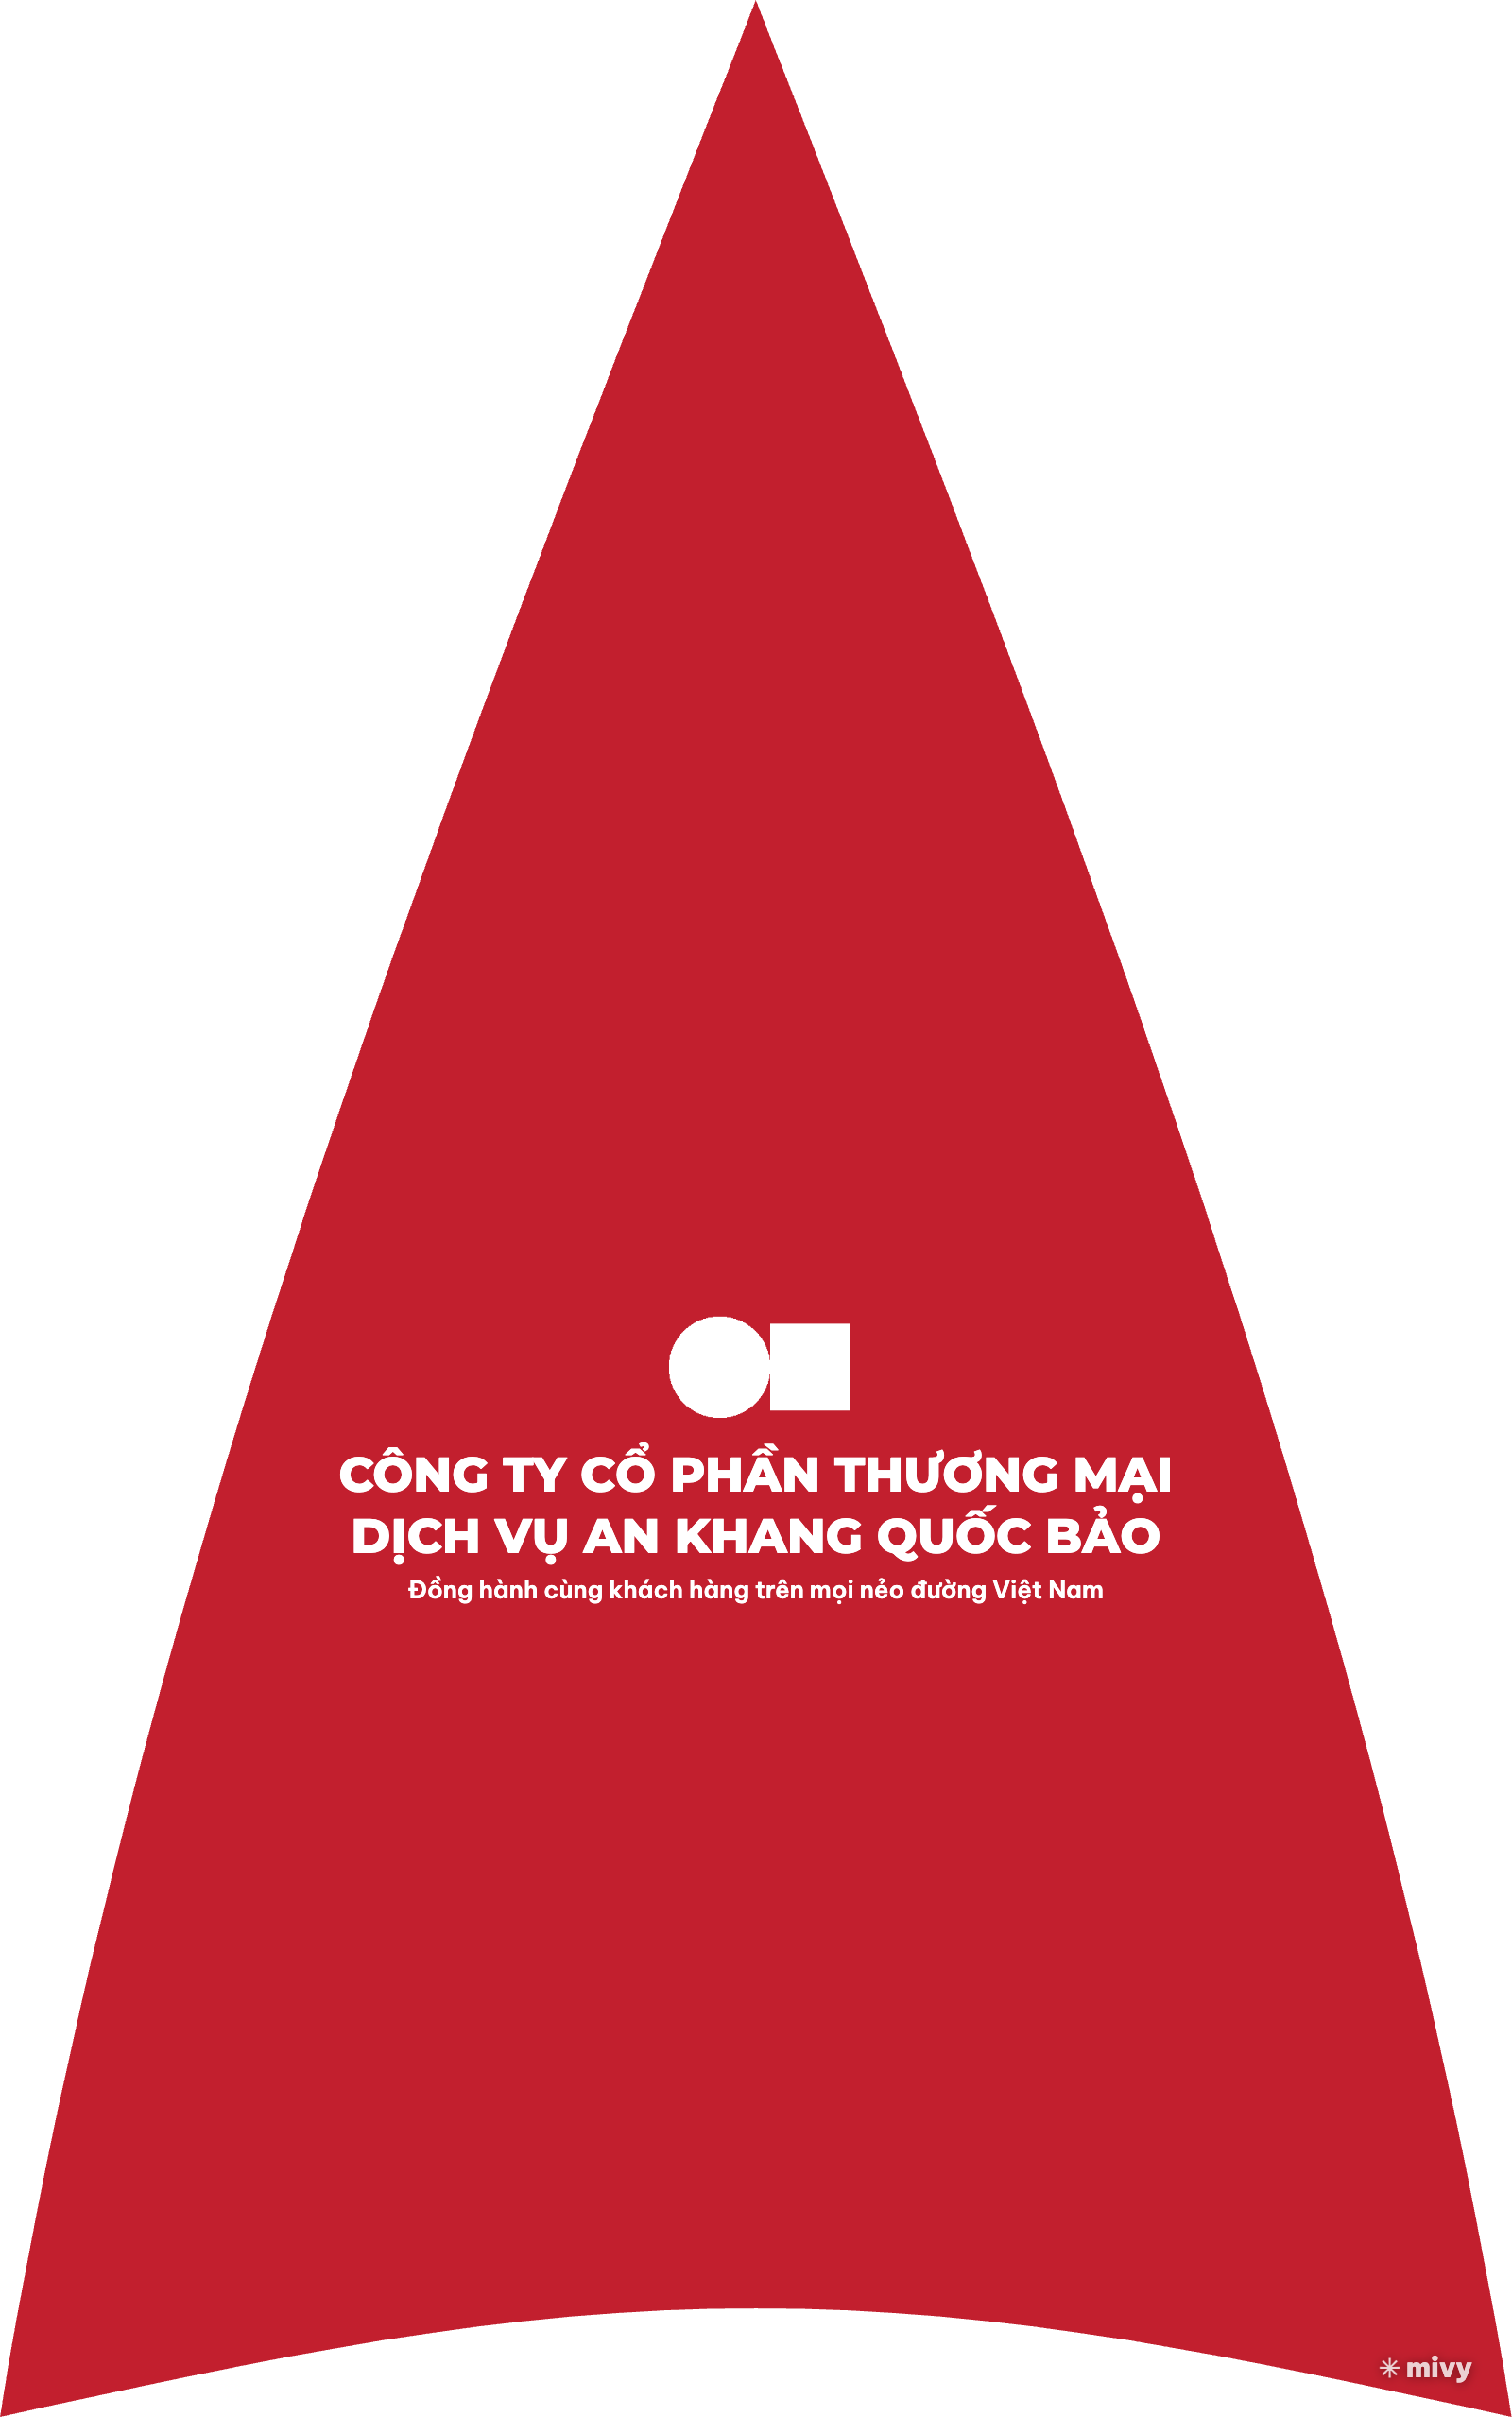 CÔNG TY CỔ PHẦN THƯƠNG MẠI
DỊCH VỤ AN KHANG QUỐC BẢO
Đồng hành cùng khách hàng trên mọi nẻo đường Việt Nam
mivy